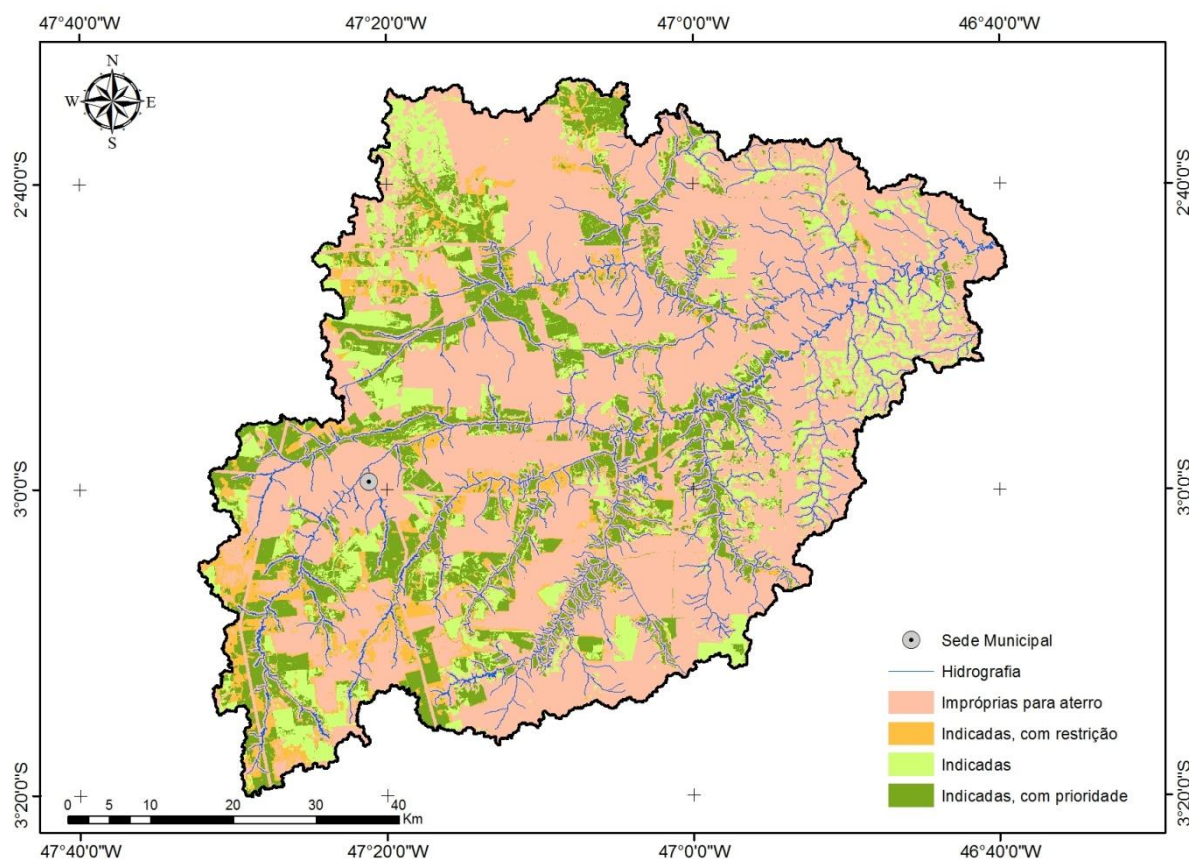 47°40'0"W 47°20'0"W 47°0'0"W 46°40'0"W
N
W E
S
2°40'0"S 2°40'0"S
3°0'0"S 3°0'0"S
Sede Municipal
Hidrografia
Impróprias para aterro
Indicadas, com restrição
Indicadas
Indicadas, com prioridade
3°20'0"S 3°20'0"S
0 5 10 20 30 40
Km
47°40'0"W 47°20'0"W 47°0'0"W 46°40'0"W